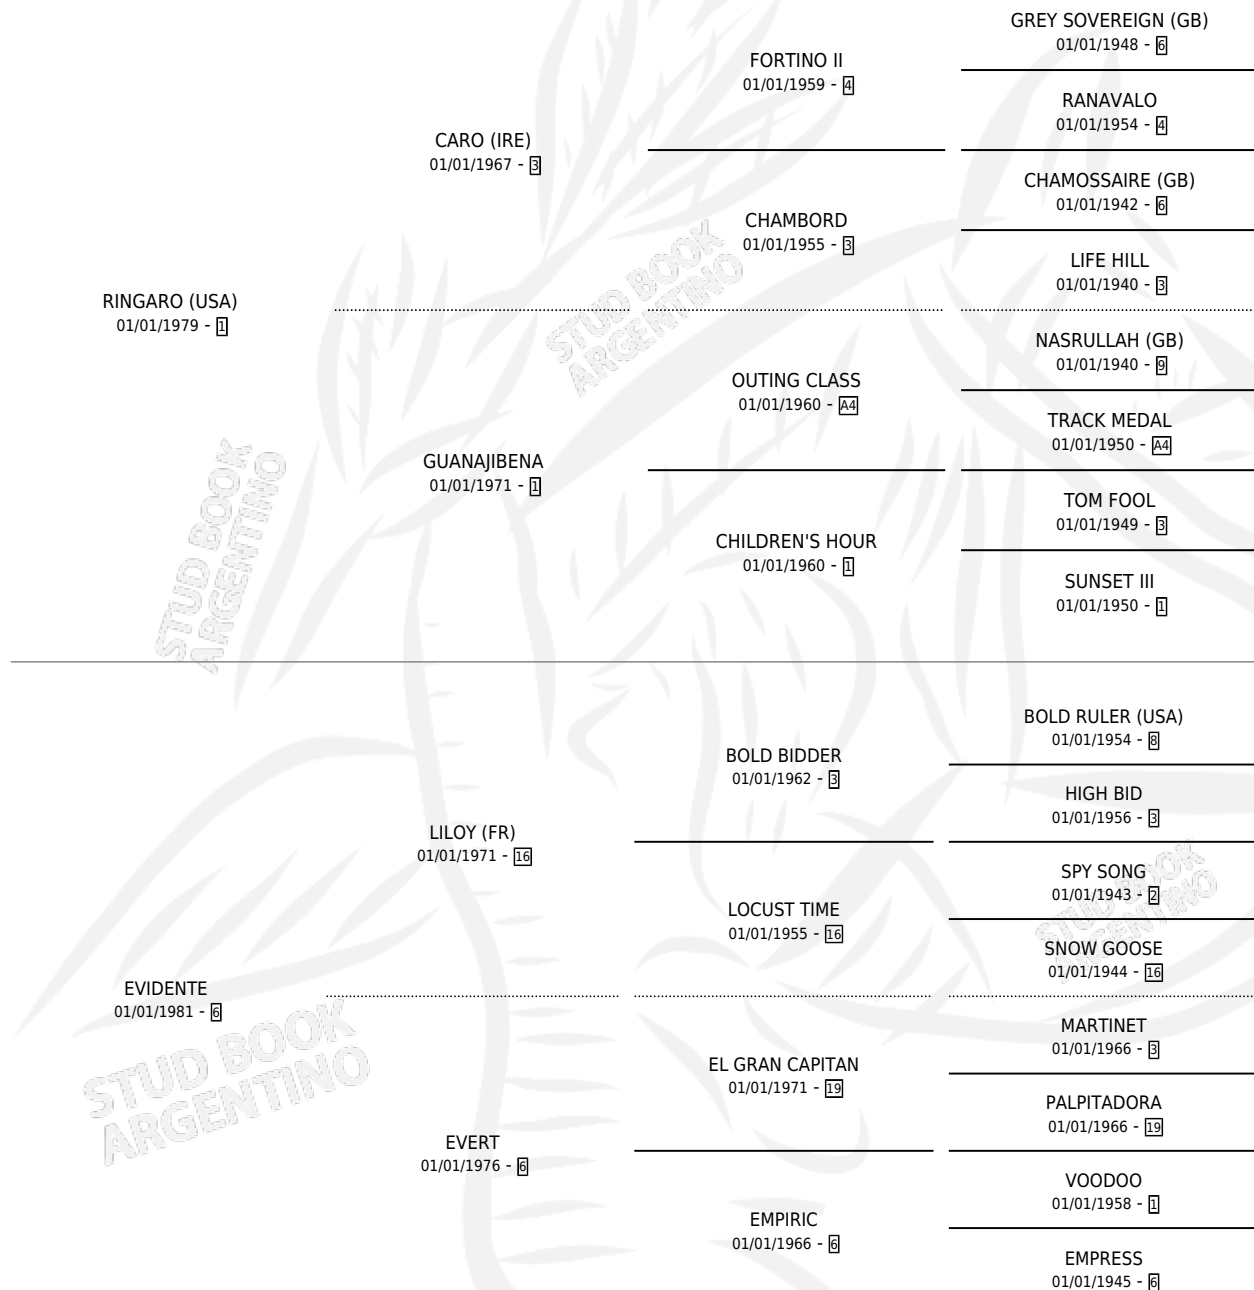 GREY SOVEREIGN (GB)
01/01/1948 - 6
FORTINO II
01/01/1959 - 4
RANAVALO
01/01/1954 - 4
CARO (IRE)
01/01/1967 - 3
CHAMOSSAIRE (GB)
01/01/1942 - 6
CHAMBORD
01/01/1955 - 3
LIFE HILL
01/01/1940 - 3
RINGARO (USA)
01/01/1979 - 1
NASRULLAH (GB)
01/01/1940 - 9
OUTING CLASS
01/01/1960 - A4
TRACK MEDAL
01/01/1950 - A4
GUANAJIBENA
01/01/1971 - 1
TOM FOOL
01/01/1949 - 3
CHILDREN'S HOUR
01/01/1960 - 1
SUNSET III
01/01/1950 - 1
BOLD RULER (USA)
01/01/1954 - 8
BOLD BIDDER
01/01/1962 - 3
HIGH BID
01/01/1956 - 3
LILOY (FR)
01/01/1971 - 16
SPY SONG
01/01/1943 - 2
LOCUST TIME
01/01/1955 - 16
SNOW GOOSE
01/01/1944 - 16
EVIDENTE
01/01/1981 - 6
MARTINET
01/01/1966 - 3
EL GRAN CAPITAN
01/01/1971 - 19
PALPITADORA
01/01/1966 - 19
EVERT
01/01/1976 - 6
VOODOO
01/01/1958 - 1
EMPIRIC
01/01/1966 - 6
EMPRESS
01/01/1945 - 6
STUD BOOK
ARGENTINO
STUD BOOK
ARGENTINO
STUD BOOK
ARGENTINO
STUD BOOK
ARGENTINO